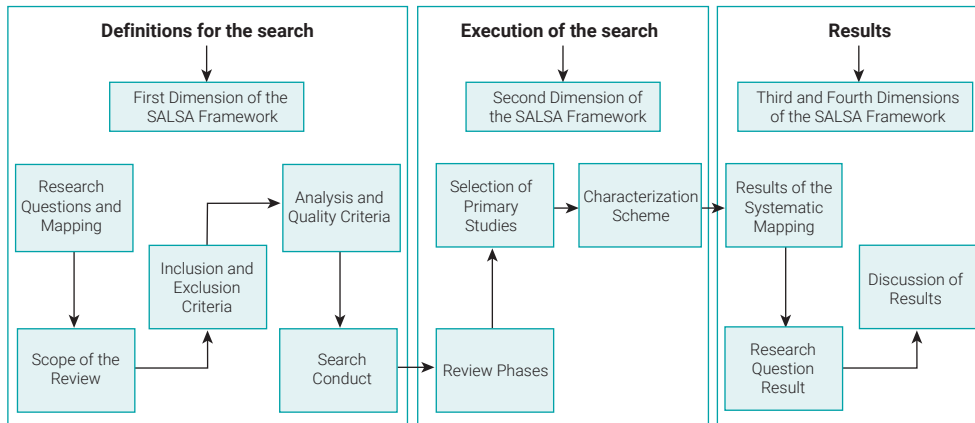 Definitions for the search
First Dimension of the
SALSA Framework
Research
Questions and
Mapping
Scope of the
Review
Inclusion and
Exclusion
Criteria
Analysis and
Quality Criteria
Search
Conduct
Execution of the search
Second Dimension of
the SALSA Framework
Review Phases
Selection of
Primary
Studies
Characterization
Scheme
Results
Third and Fourth Dimensions
of the SALSA Framework
Results of the
Systematic
Mapping
Research
Question
Result
Discussion of
Results